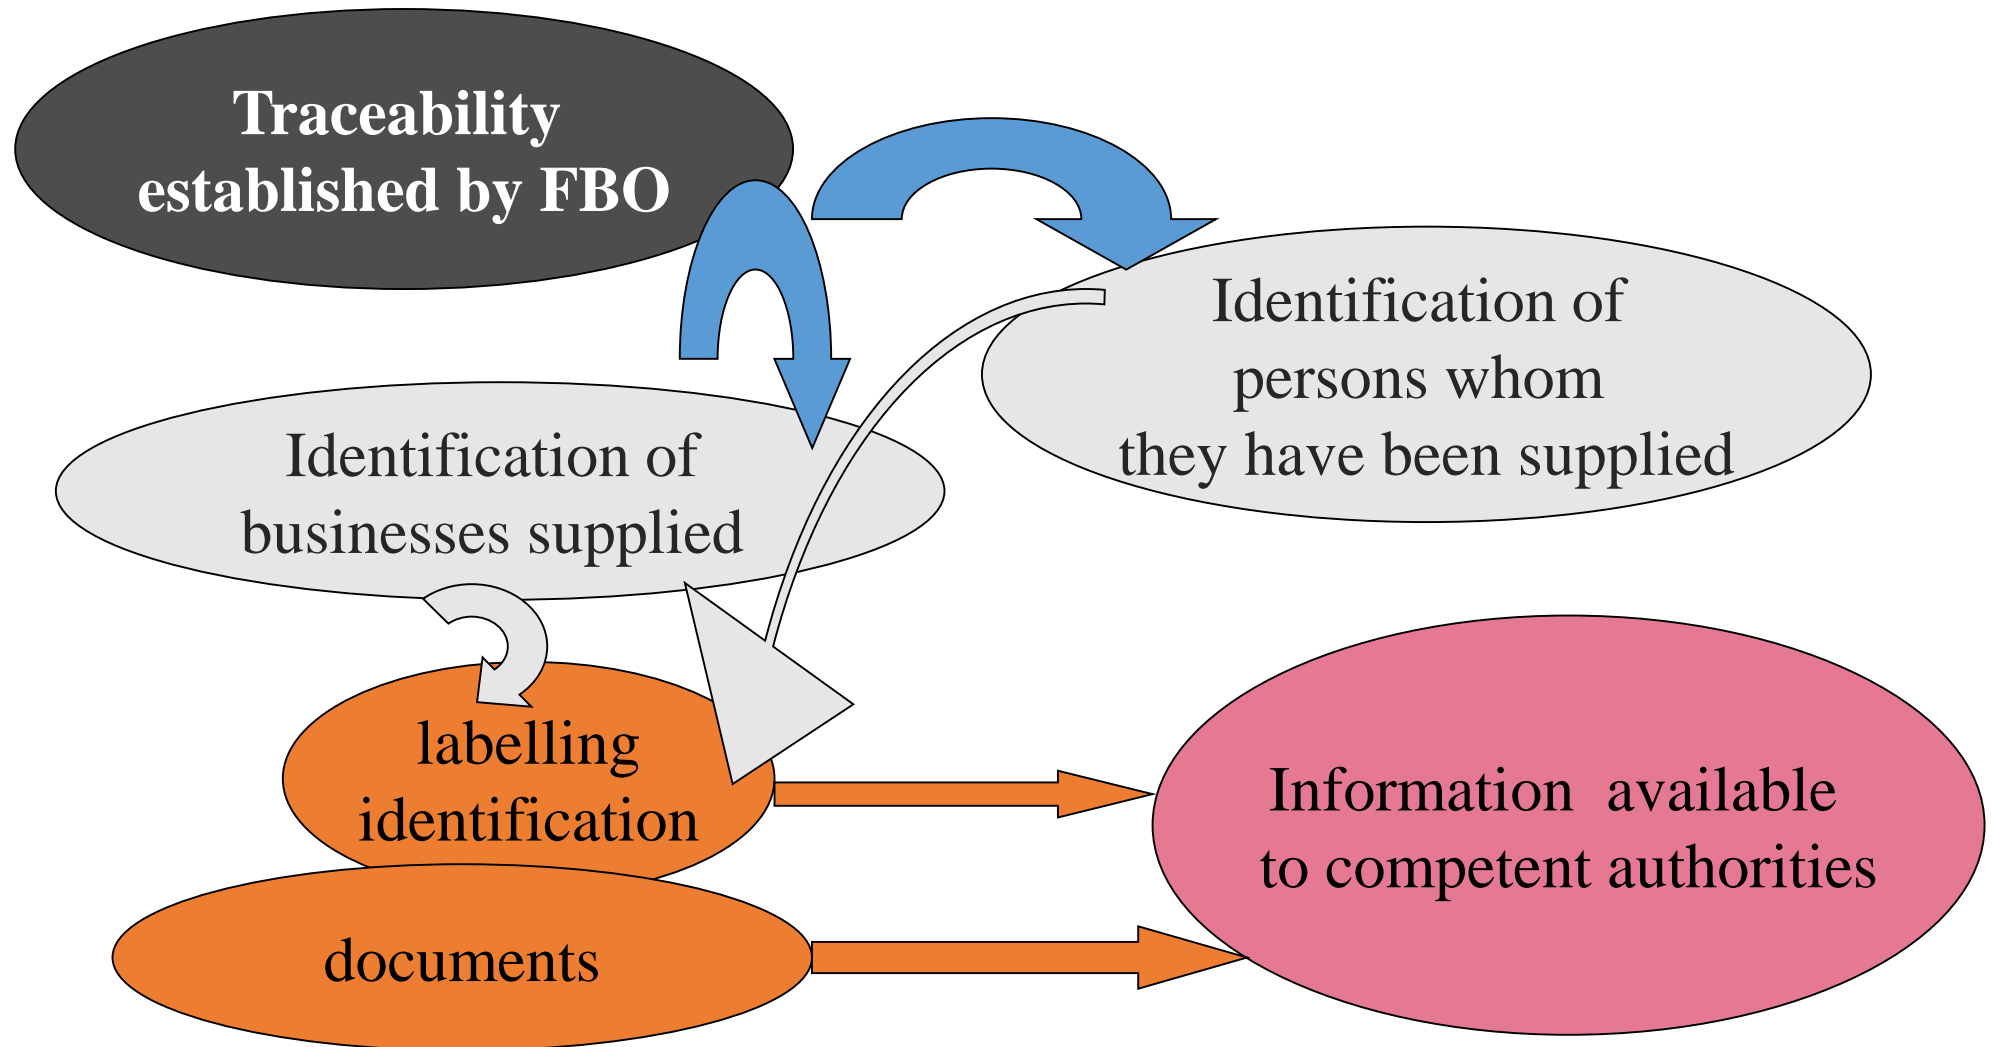 Traceability
established by FBO
Identification of
persons whom
they have been supplied
Identification of
businesses supplied
labelling
identification
Information available
to competent authorities
documents